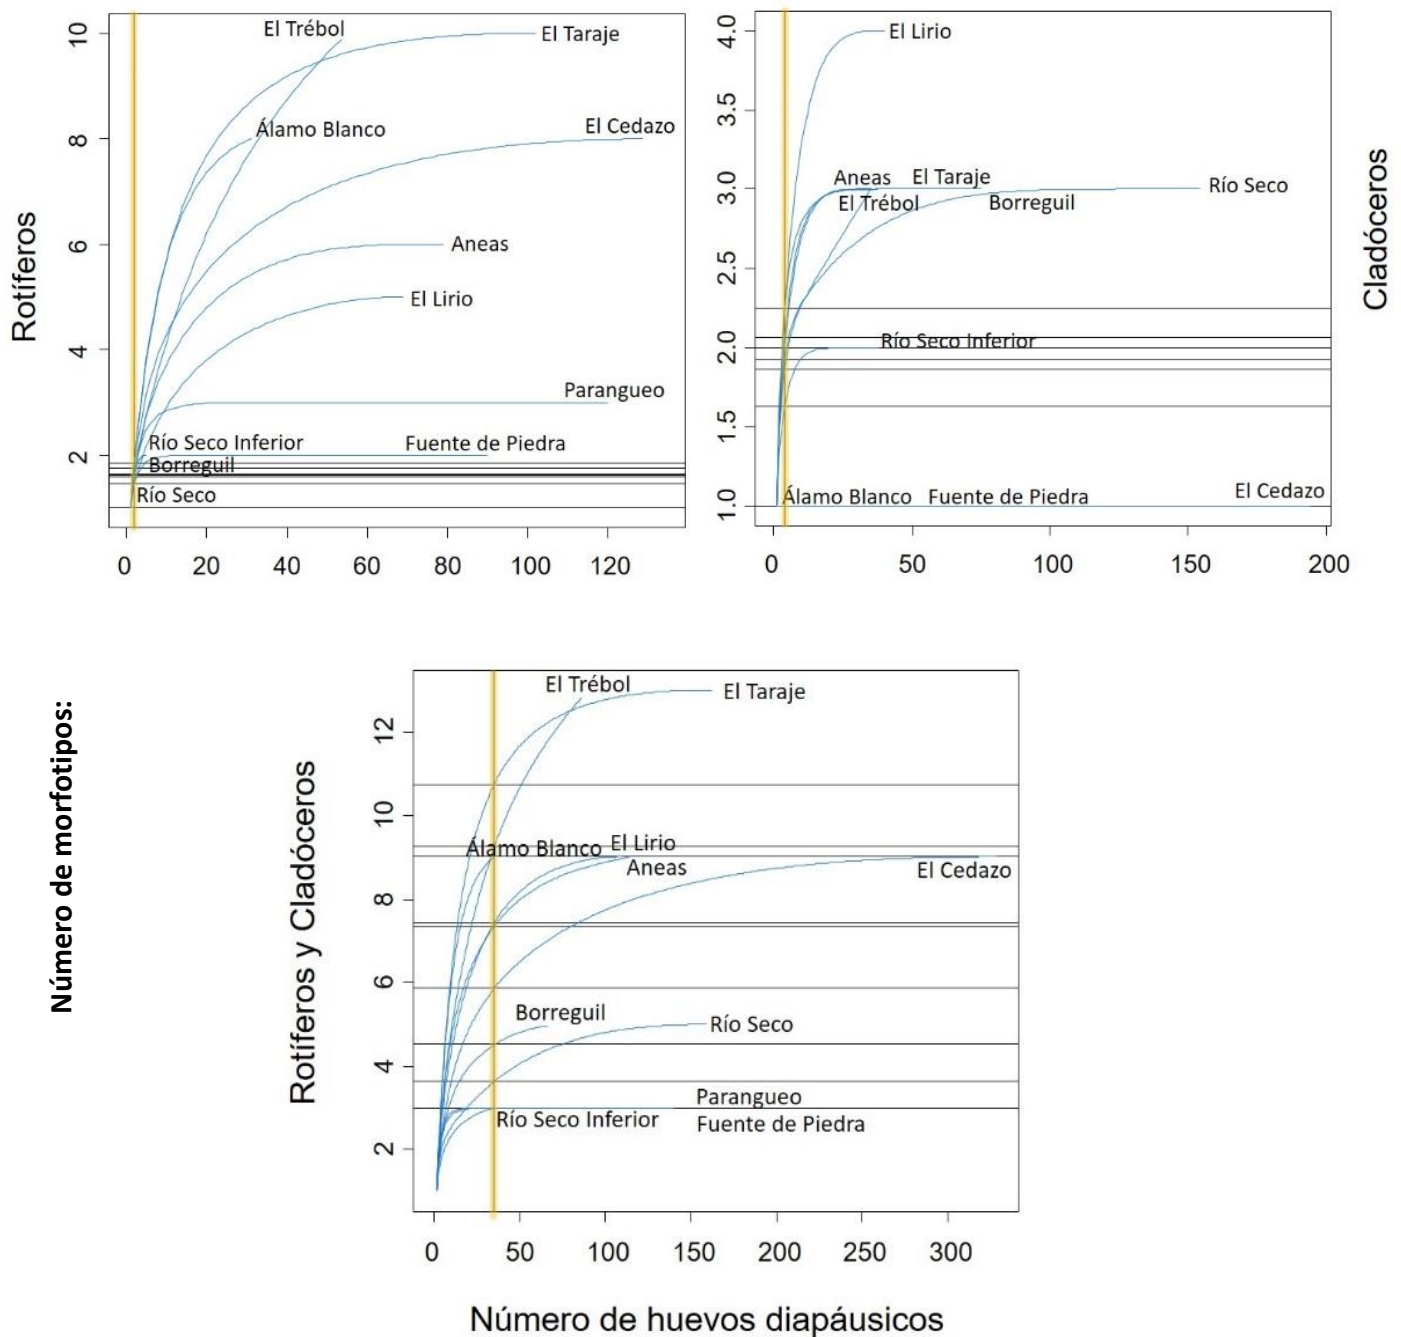 El Trébol
El Taraje
Álamo Blanco
El Cedazo
Aneas
El Lirio
Parangueo
Río Seco Inferior
Fuente de Piedra
Borreguil
Río Seco
Rotíferos
10
8
6
4
2
0 20 40 60 80 100 120
El Lirio
Aneas
El Taraje
Río Seco
El Trébol
Borreguil
Río Seco Inferior
Álamo Blanco
Fuente de Piedra
El Cedazo
4.0
3.5
3.0
2.5
2.0
1.5
1.0
0 50 100 150 200
Cladóceros
Número de morfotipos:
Rotíferos y Cladóceros
El Trébol
El Taraje
Álamo Blanco
El Lirio
Aneas
El Cedazo
Borreguil
Río Seco
Parangueo
Río Seco Inferior
Fuente de Piedra
12
10
8
6
4
2
0 50 100 150 200 250 300
Número de huevos diapáusicos